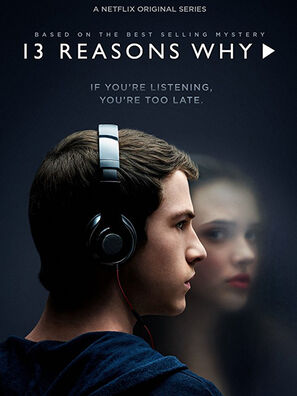 A NETFLIX ORIGINAL SERIES
BASED ON THE BEST SELLING MYSTERY
13 REASONS WHY
IF YOU'RE LISTENING,
YOU'RE TOO LATE.